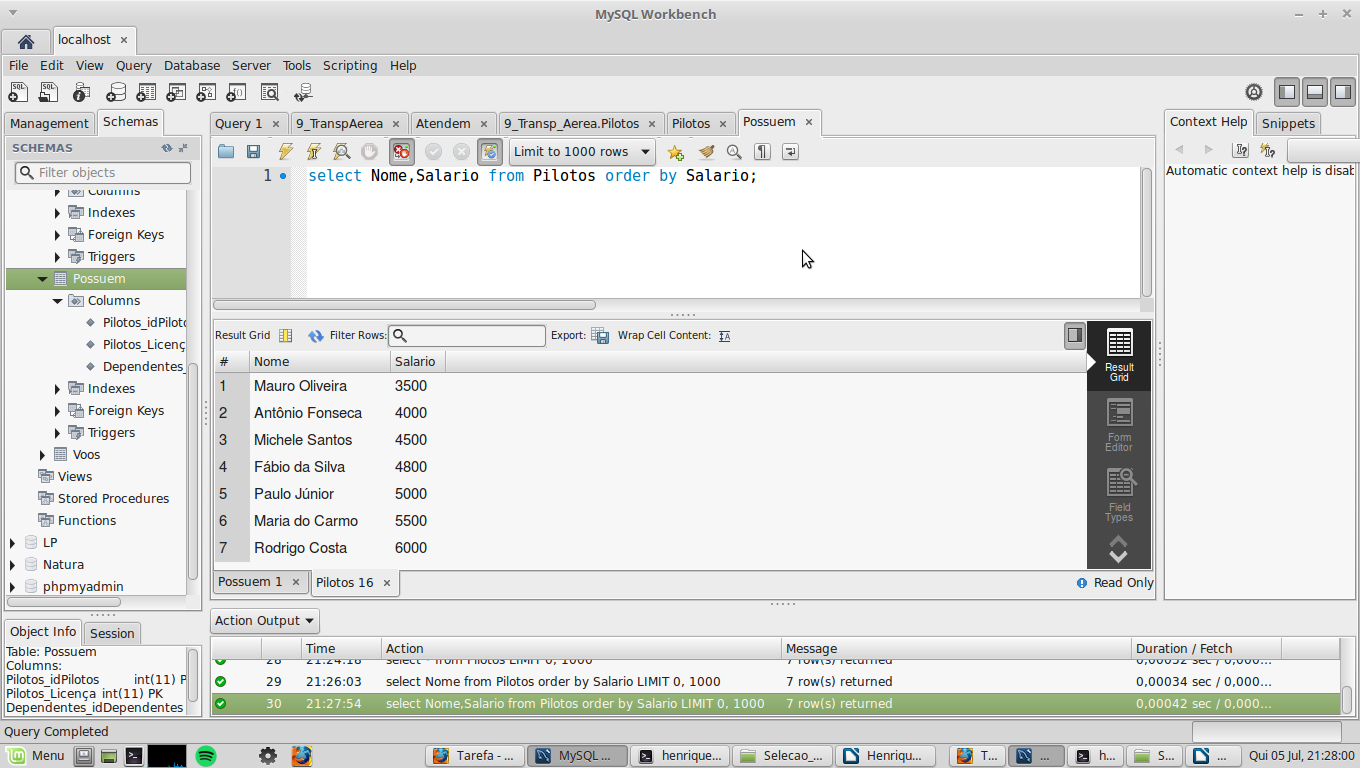 MySQL Workbench
localhost
File Edit View Query Database Server Tools Scripting Help
Management Schemas
Query 1 9_TranspAerea Atendem 9_Transp_Aerea.Pilotos Pilotos Possuem
Context Help Snippets
SCHEMAS
Filter objects
Limit to 1000 rows
Automatic context help is disab
1 select Nome,Salario from Pilotos order by Salario;
Columns
Indexes
Foreign Keys
Triggers
Possuem
Columns
Pilotos_idPilot
Pilotos_Licenç
Dependentes_
Indexes
Foreign Keys
Triggers
Voos
Views
Stored Procedures
Functions
LP
Natura
phpmyadmin
Result Grid Filter Rows: Export: Wrap Cell Content:
# Nome Salario
1 Mauro Oliveira 3500
2 Antônio Fonseca 4000
3 Michele Santos 4500
4 Fábio da Silva 4800
5 Paulo Júnior 5000
6 Maria do Carmo 5500
7 Rodrigo Costa 6000
Result
Grid
Form
Editor
Field
Types
Possuem 1 Pilotos 16 Read Only
Object Info Session
Table: Possuem
Columns:
Pilotos_idPilotos int(11) P
Pilotos_Licença int(11) PK
Dependentes_idDependentes
Action Output
Time Action Message Duration / Fetch
28 21:24:18 select * from Pilotos LIMIT 0, 1000 7 row(s) returned 0,00032 sec / 0,000...
29 21:26:03 select Nome from Pilotos order by Salario LIMIT 0, 1000 7 row(s) returned 0,00034 sec / 0,000...
30 21:27:54 select Nome,Salario from Pilotos order by Salario LIMIT 0, 1000 7 row(s) returned 0,00042 sec / 0,000...
Query Completed
Menu Tarefa - ... MySQL ... henrique... Selecao_... Henriqu... T... ... h... S... ... Qui 05 Jul, 21:28:00